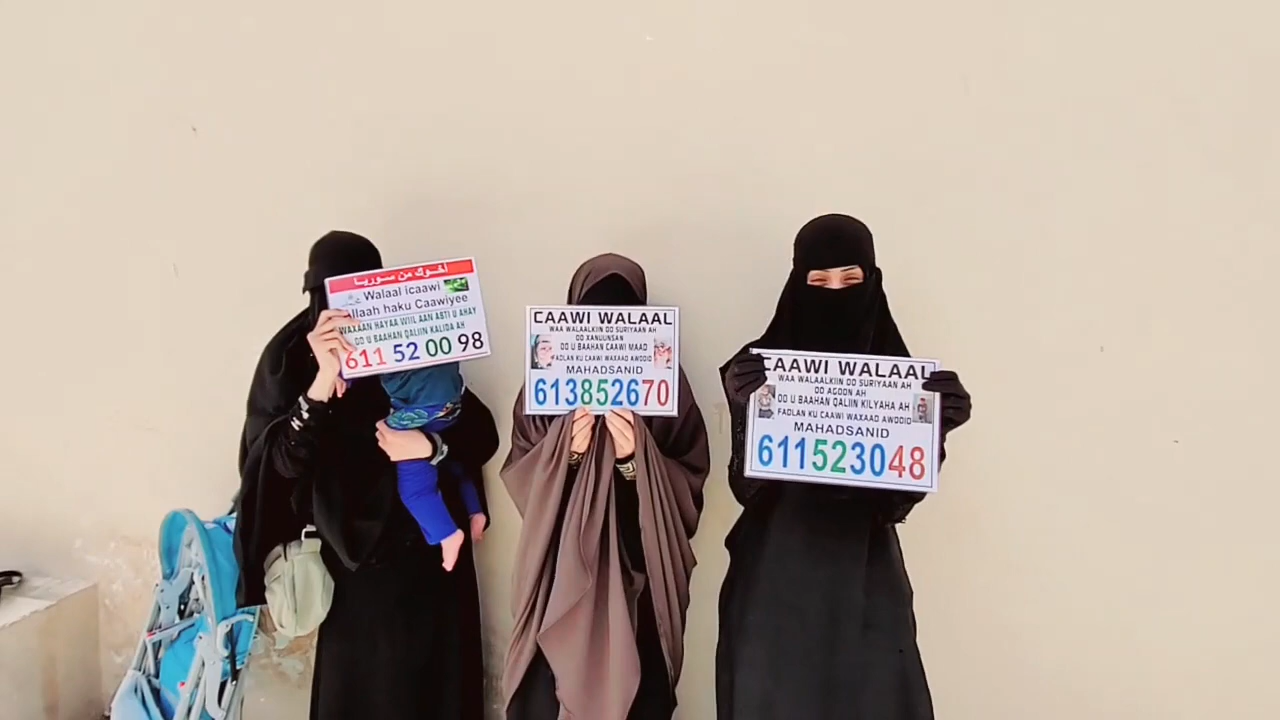 أخوك من سوريا
Walaal icaawi
Allaah haku Caawiyee
WAXAAN HAYAA WIIL AAN ABTI U AHAY
OO U BAAHAN QALIIN KALIDA AH
611 52 00 98
CAAWI WALAAL
WAA WALAALKIIN OO SURIYAAN AH
OO XANUUNSAN
OO U BAAHAN CAAWI MAAD
FADLAN KU CAAWI WAXAAD AWOOID
MAHADSANID
613852670
CAAWI WALAAL
WAA WALAALKIIN OO SURIYAAN AH
OO AGOON AH
OO U BAAHAN QALIIN KILYAHA AH
FADLAN KU CAAWI WAXAAD AWOOID
MAHADSANID
611523048